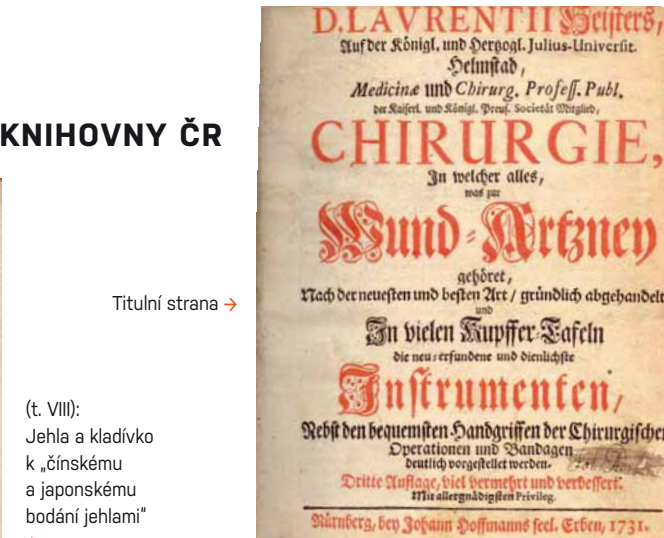 KNIHOVNY ČR
Titulní strana →
(t. VIII):
Jehla a kladívko
k „čínskému
a japonskému
bodání jehlami“
D. LAVRENTII Heisters,
Auf der Königl. und Hertzogl. Julius-Universit.
Helmstad,
Medicinæ und Chirurg. Profess. Publ.
der Kaiserl. und Königl. Preuß. Societät Mitglied,
CHIRURGIE,
In welcher alles,
was zur
Wund-Artzney
gehöret,
Nach der neuesten und besten Art / gründlich abgehandelt
und
In vielen Kupffer-Tafeln
die neu-erfundene und dienlichste
Instrumenten,
Nebst den bequemsten Handgriffen der Chirurgischen
Operationen und Bandagen
deutlich vorgestellet werden.
Dritte Auflage, viel vermehrt und verbessert.
Mit allergnädigsten Privileg.
Nürnberg, bey Johann Hoffmanns seel. Erben, 1731.